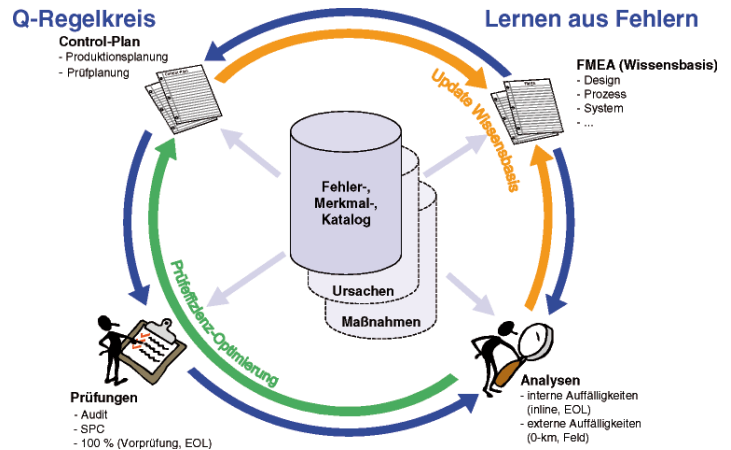 Q-Regelkreis
Lernen aus Fehlern
Control-Plan
- Produktionsplanung
- Prüfplanung
FMEA (Wissensbasis)
- Design
- Prozess
- System
- ...
Update Wissensbasis
Fehler-,
Merkmal-,
Katalog
Ursachen
Maßnahmen
Prüfeffizienz-Optimierung
Prüfungen
- Audit
- SPC
- 100 % (Vorprüfung, EOL)
Analysen
- interne Auffälligkeiten
(inline, EOL)
- externe Auffälligkeiten
(0-km, Feld)